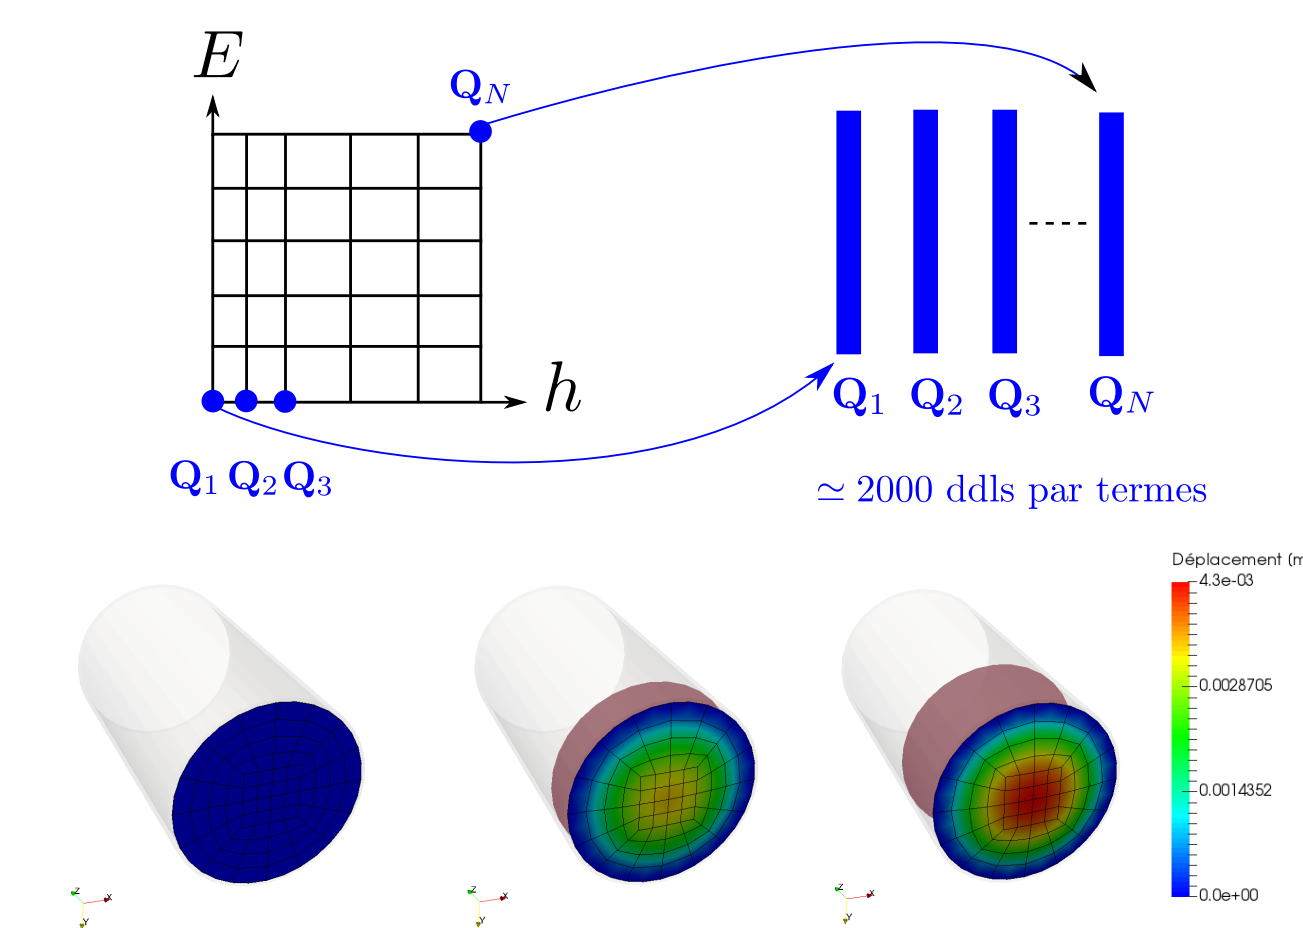 E
Q_N
h
Q_1 Q_2 Q_3
Q_1 Q_2 Q_3 Q_N
≃ 2000 ddls par termes
Déplacement (m
4.3e-03
0.0028705
0.0014352
0.0e+00
Z X Y
Z X Y
Z X Y